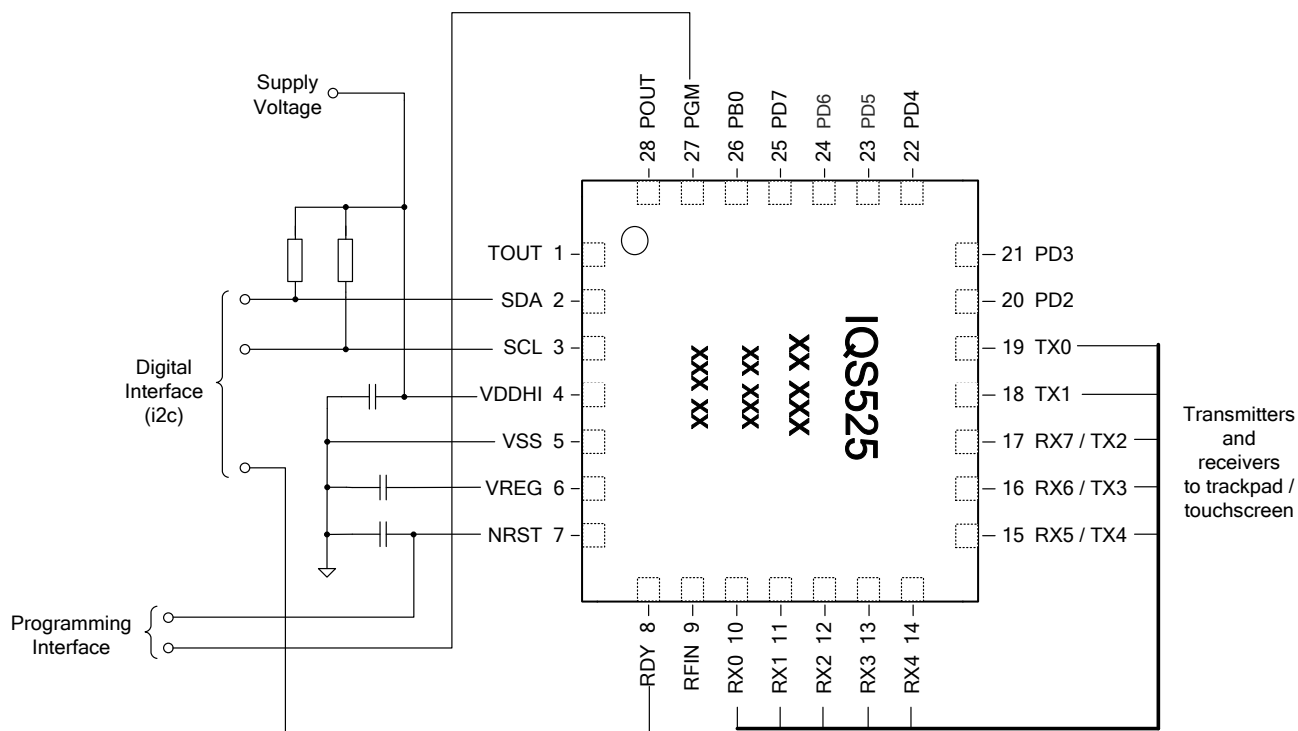 Supply
Voltage
28 POUT
27 PGM
26 PB0
25 PD7
24 PD6
23 PD5
22 PD4
TOUT 1
SDA 2
SCL 3
VDDHI 4
VSS 5
VREG 6
NRST 7
Digital
Interface
(i2c)
Programming
Interface
IQS525
xx xxx xx
xxx xx
xx xxx
21 PD3
20 PD2
19 TX0
18 TX1
17 RX7 / TX2
16 RX6 / TX3
15 RX5 / TX4
Transmitters
and
receivers
to trackpad /
touchscreen
RDY 8
RFIN 9
RX0 10
RX1 11
RX2 12
RX3 13
RX4 14